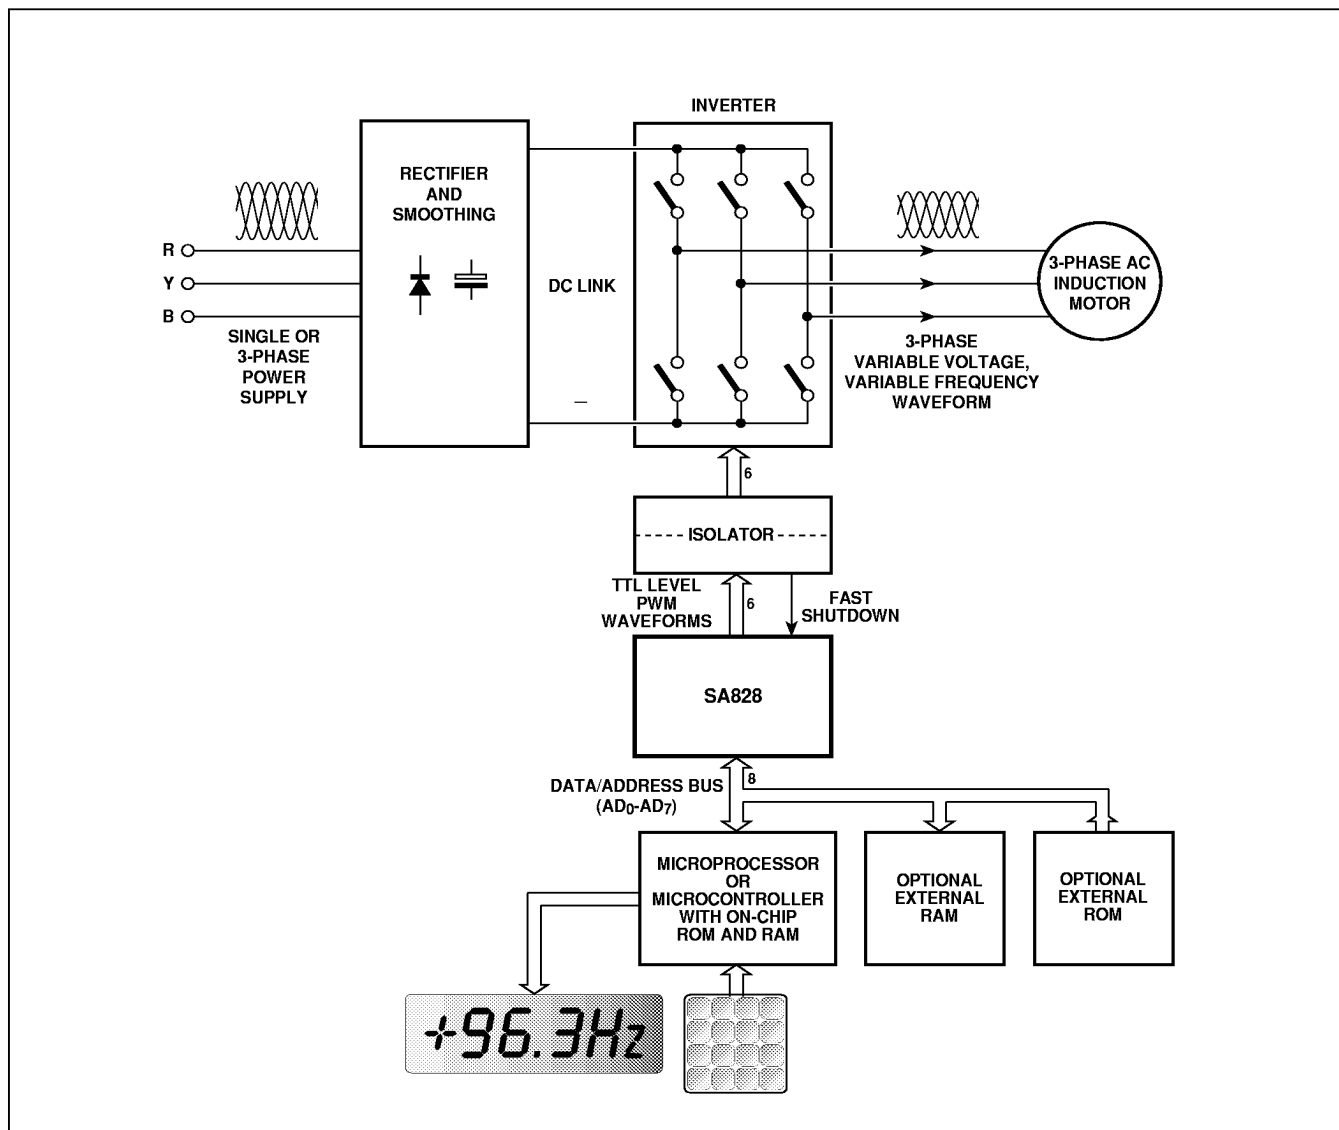 INVERTER
RECTIFIER
AND
SMOOTHING
R
Y
B
SINGLE OR
3-PHASE
POWER
SUPPLY
DC LINK
–
3-PHASE AC
INDUCTION
MOTOR
3-PHASE
VARIABLE VOLTAGE,
VARIABLE FREQUENCY
WAVEFORM
6
ISOLATOR
TTL LEVEL
PWM
WAVEFORMS
6
FAST
SHUTDOWN
SA828
DATA/ADDRESS BUS
(AD0-AD7)
8
MICROPROCESSOR
OR
MICROCONTROLLER
WITH ON-CHIP
ROM AND RAM
OPTIONAL
EXTERNAL
RAM
OPTIONAL
EXTERNAL
ROM
+96.3Hz